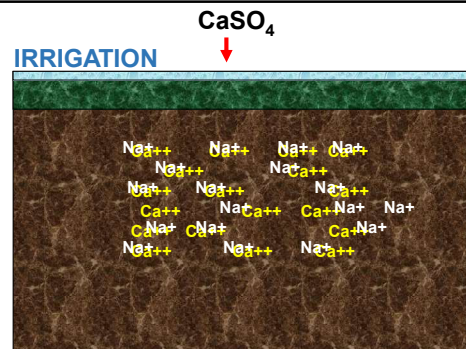 CaSO4
IRRIGATION
Na+ Ca++ Na+ Ca++ Na+ Ca++ Na+ Ca++
Na+ Ca++ Na+ Ca++
Na+ Ca++ Na+ Ca++ Na+ Ca++
Ca++ Na+ Ca++ Ca++ Na+ Na+
Ca++ Na+ Ca++ Na+ Ca++ Na+
Na+ Ca++ Na+ Ca++ Na+ Ca++